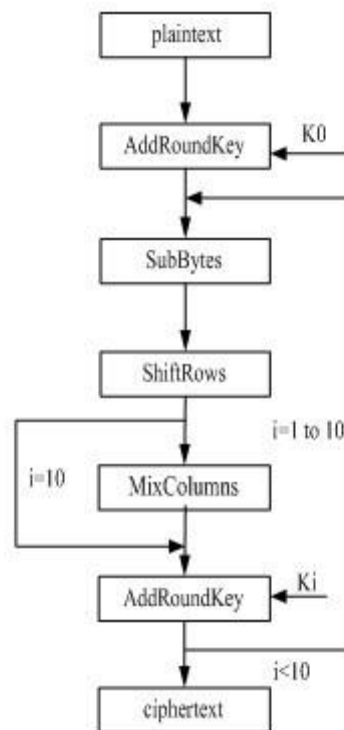 plaintext
AddRoundKey
K0
SubBytes
ShiftRows
i=1 to 10
i=10
MixColumns
AddRoundKey
Ki
i<10
ciphertext